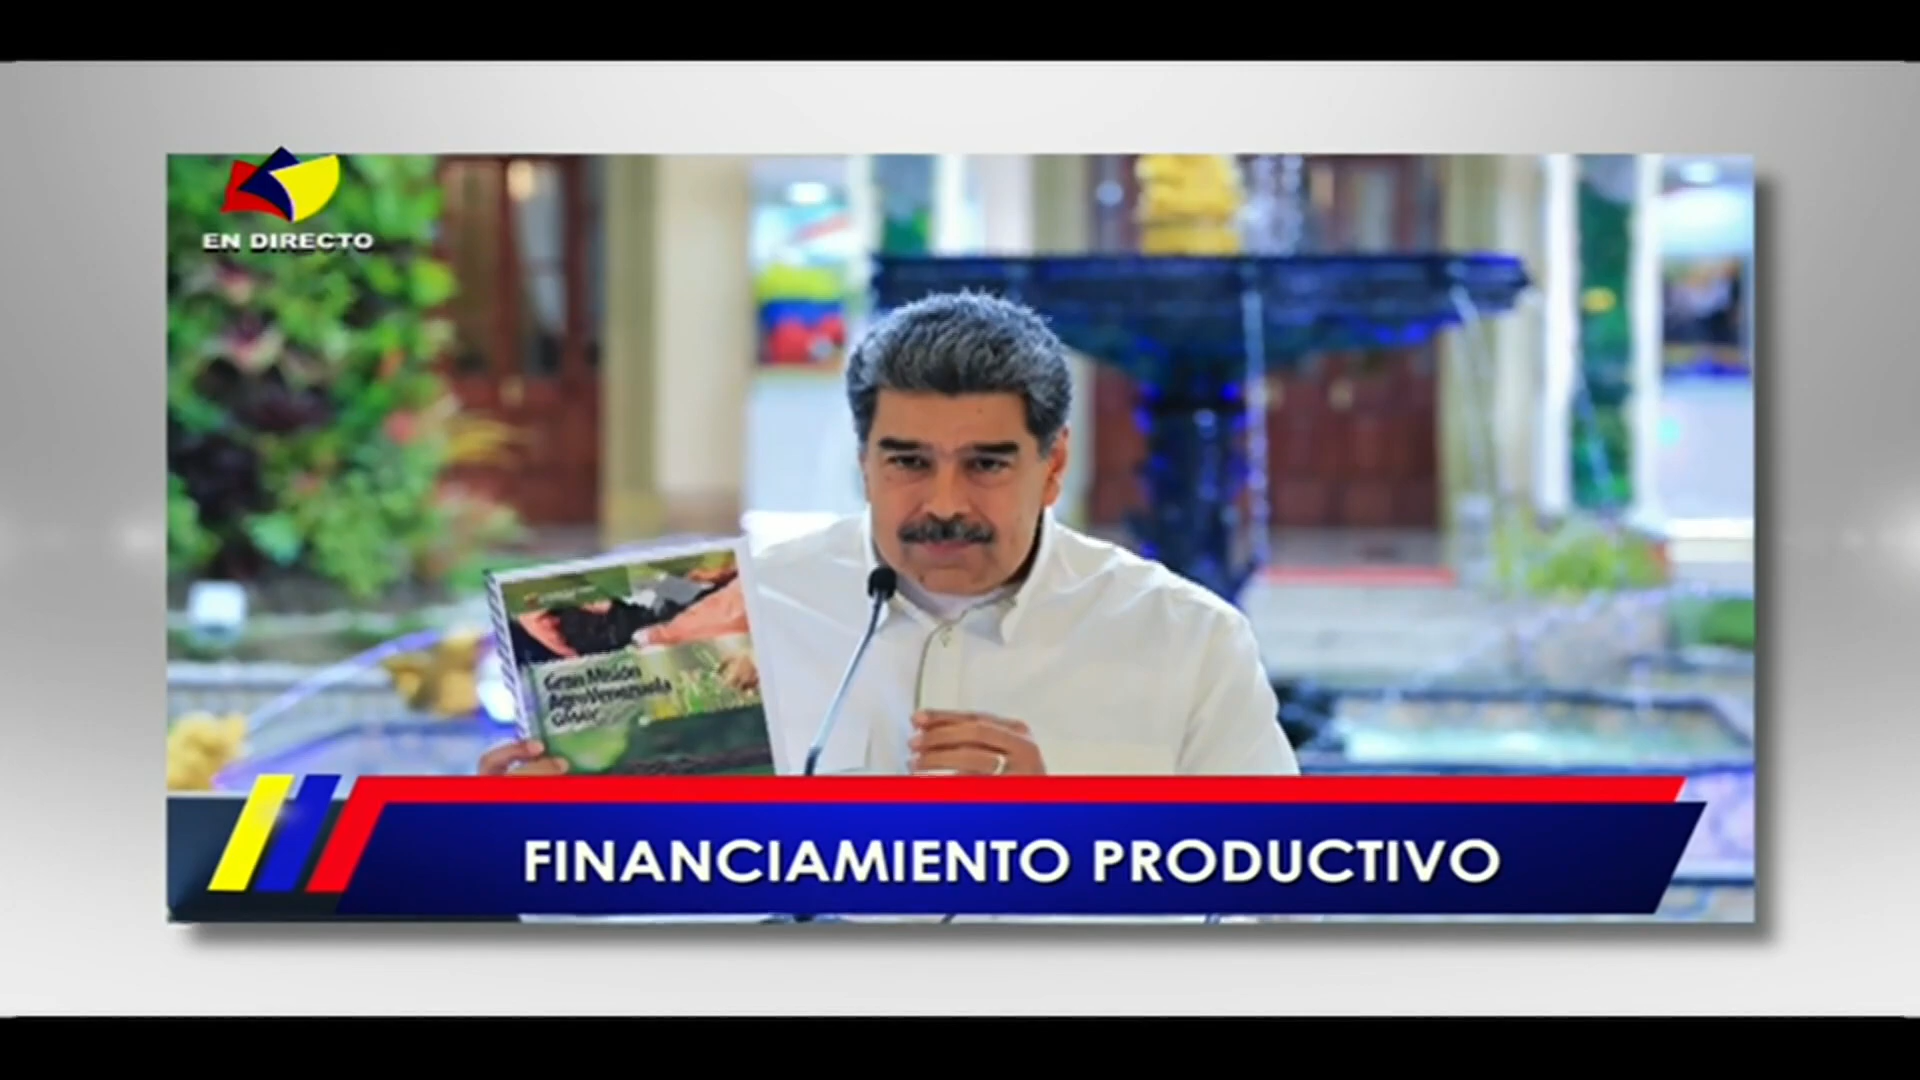 EN DIRECTO
Gran Misión
AgroVenezuela
FINANCIAMIENTO PRODUCTIVO